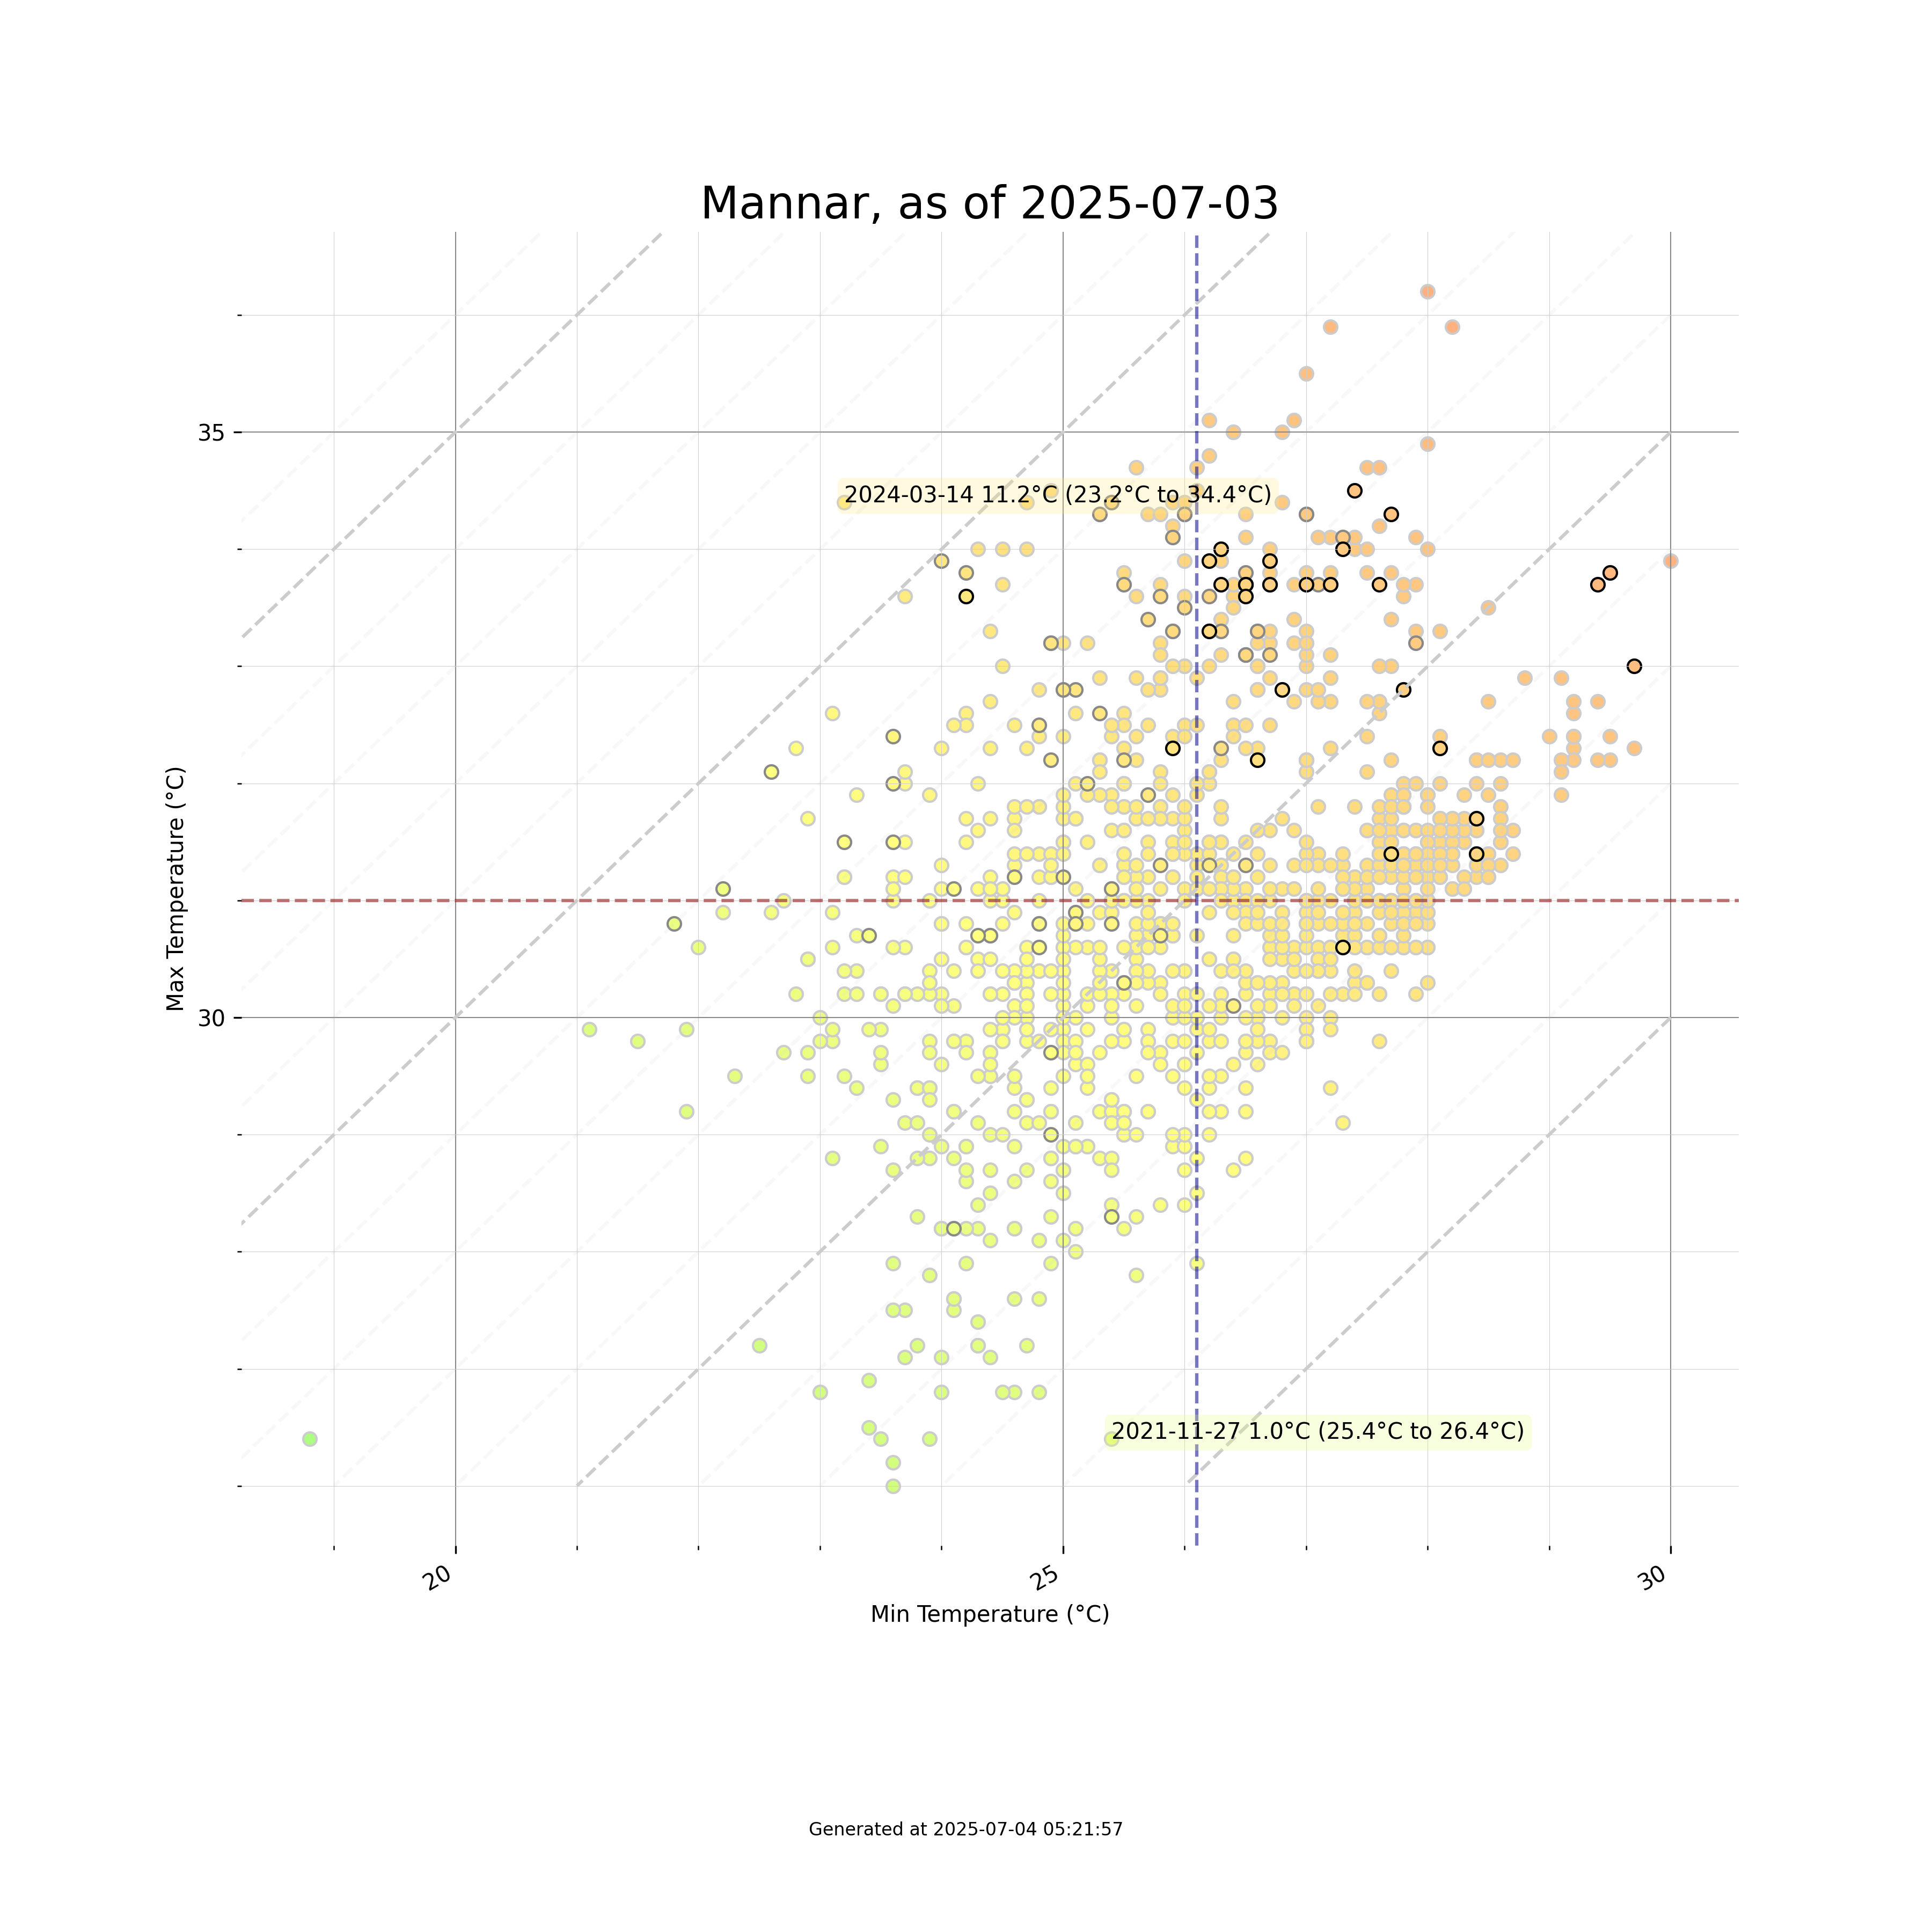 Mannar, as of 2025-07-03
Max Temperature (°C)
35
30
2024-03-14 11.2°C (23.2°C to 34.4°C)
2021-11-27 1.0°C (25.4°C to 26.4°C)
20
25
30
Min Temperature (°C)
Generated at 2025-07-04 05:21:57